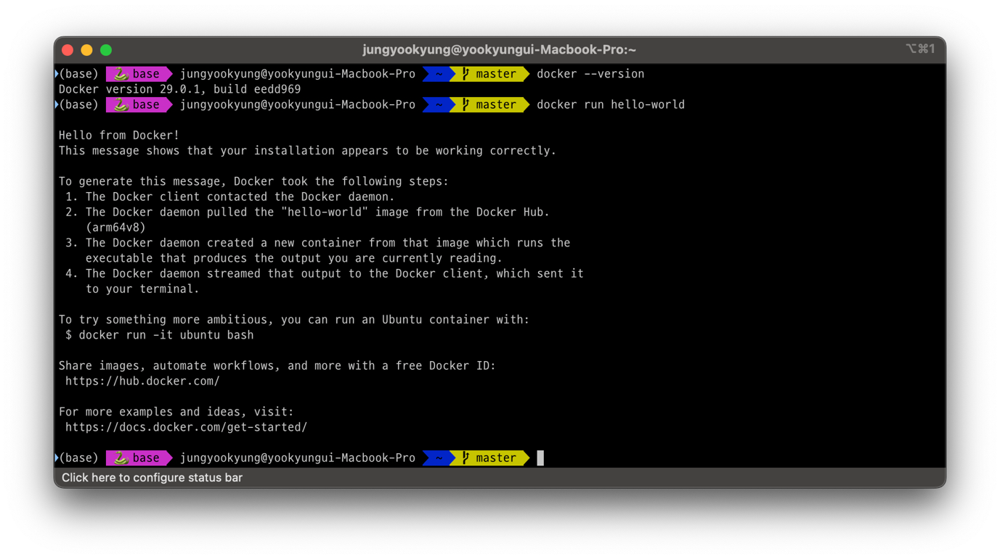 jungyookyung@yookyungui-Macbook-Pro:~ ⌥⌘1
(base) base jungyookyung@yookyungui-Macbook-Pro ~ master docker --version
Docker version 29.0.1, build eedd969
(base) base jungyookyung@yookyungui-Macbook-Pro ~ master docker run hello-world
Hello from Docker!
This message shows that your installation appears to be working correctly.
To generate this message, Docker took the following steps:
1. The Docker client contacted the Docker daemon.
2. The Docker daemon pulled the "hello-world" image from the Docker Hub.
(arm64v8)
3. The Docker daemon created a new container from that image which runs the
executable that produces the output you are currently reading.
4. The Docker daemon streamed that output to the Docker client, which sent it
to your terminal.
To try something more ambitious, you can run an Ubuntu container with:
$ docker run -it ubuntu bash
Share images, automate workflows, and more with a free Docker ID:
https://hub.docker.com/
For more examples and ideas, visit:
https://docs.docker.com/get-started/
(base) base jungyookyung@yookyungui-Macbook-Pro ~ master
Click here to configure status bar